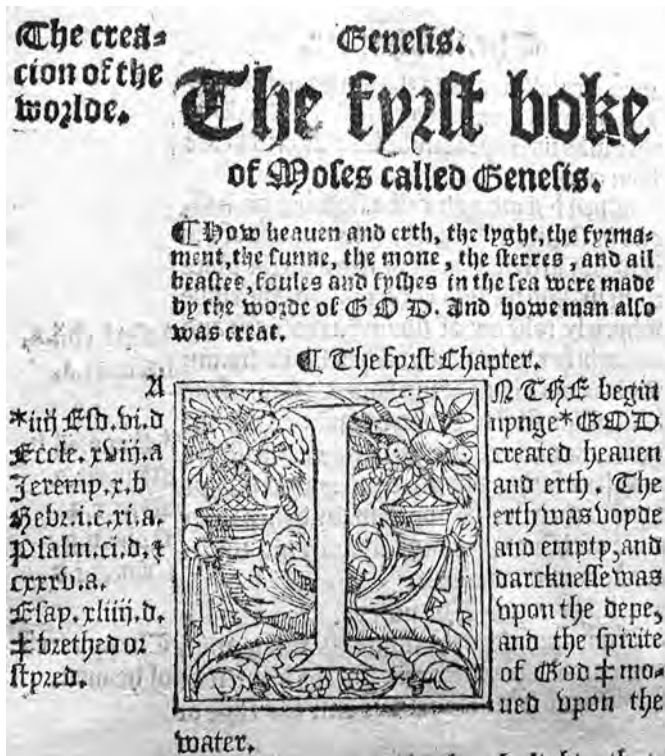 The crea=
cion of the
worlde.
Genesis.
The fyrst boke
of Moses called Genesis.
¶ How heauen and erth, the lyght, the fyrma=
ment, the sunne, the mone, the sterres, and all
beastes, foules and fyshes in the sea were made
by the worde of GOD. And howe man also
was creat.
¶ The fyrst Chapter.
A
*iiij Esd. vi. d
Eccle. xviij. a
Jeremy. x. b
Hebr. i. c. xi. a.
Psalm. ci. d. &
cxxxv. a.
Esay. xliiij. d.
‡ brethed or
styred.
IN THE begin
nynge* GOD
created heauen
and erth. The
erth was voyde
and empty, and
darcknesse was
vpon the depe,
and the spirite
of God ‡ mo=
ued vpon the
water.